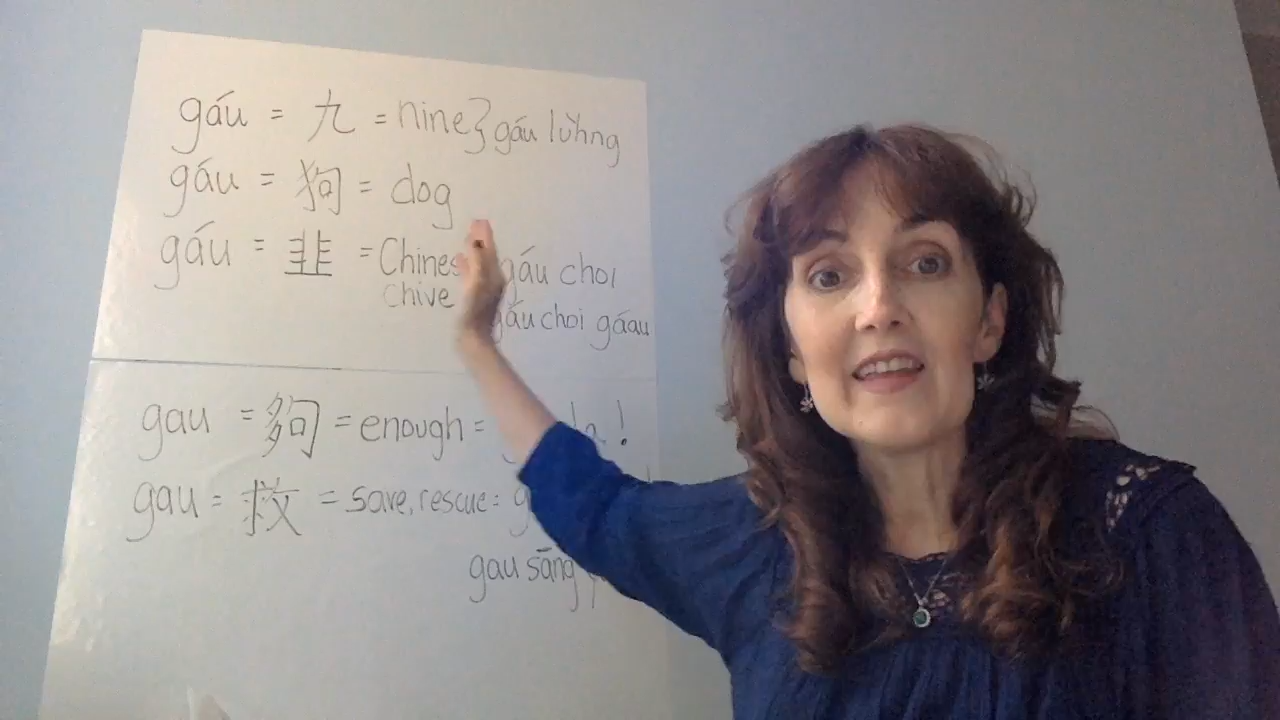 gáu = 九 = nine } gáu lùhng
gáu = 狗 = dog
gáu = 韭 = Chines gáu choi
chive gáu choi gáau
gau = 夠 = enough = !
gau = 救 = save, rescue =
gau sāng